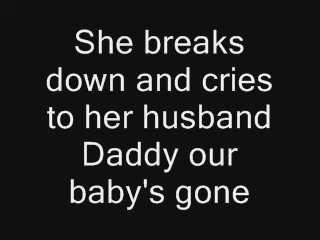 She breaks
down and cries
to her husband
Daddy our
baby's gone